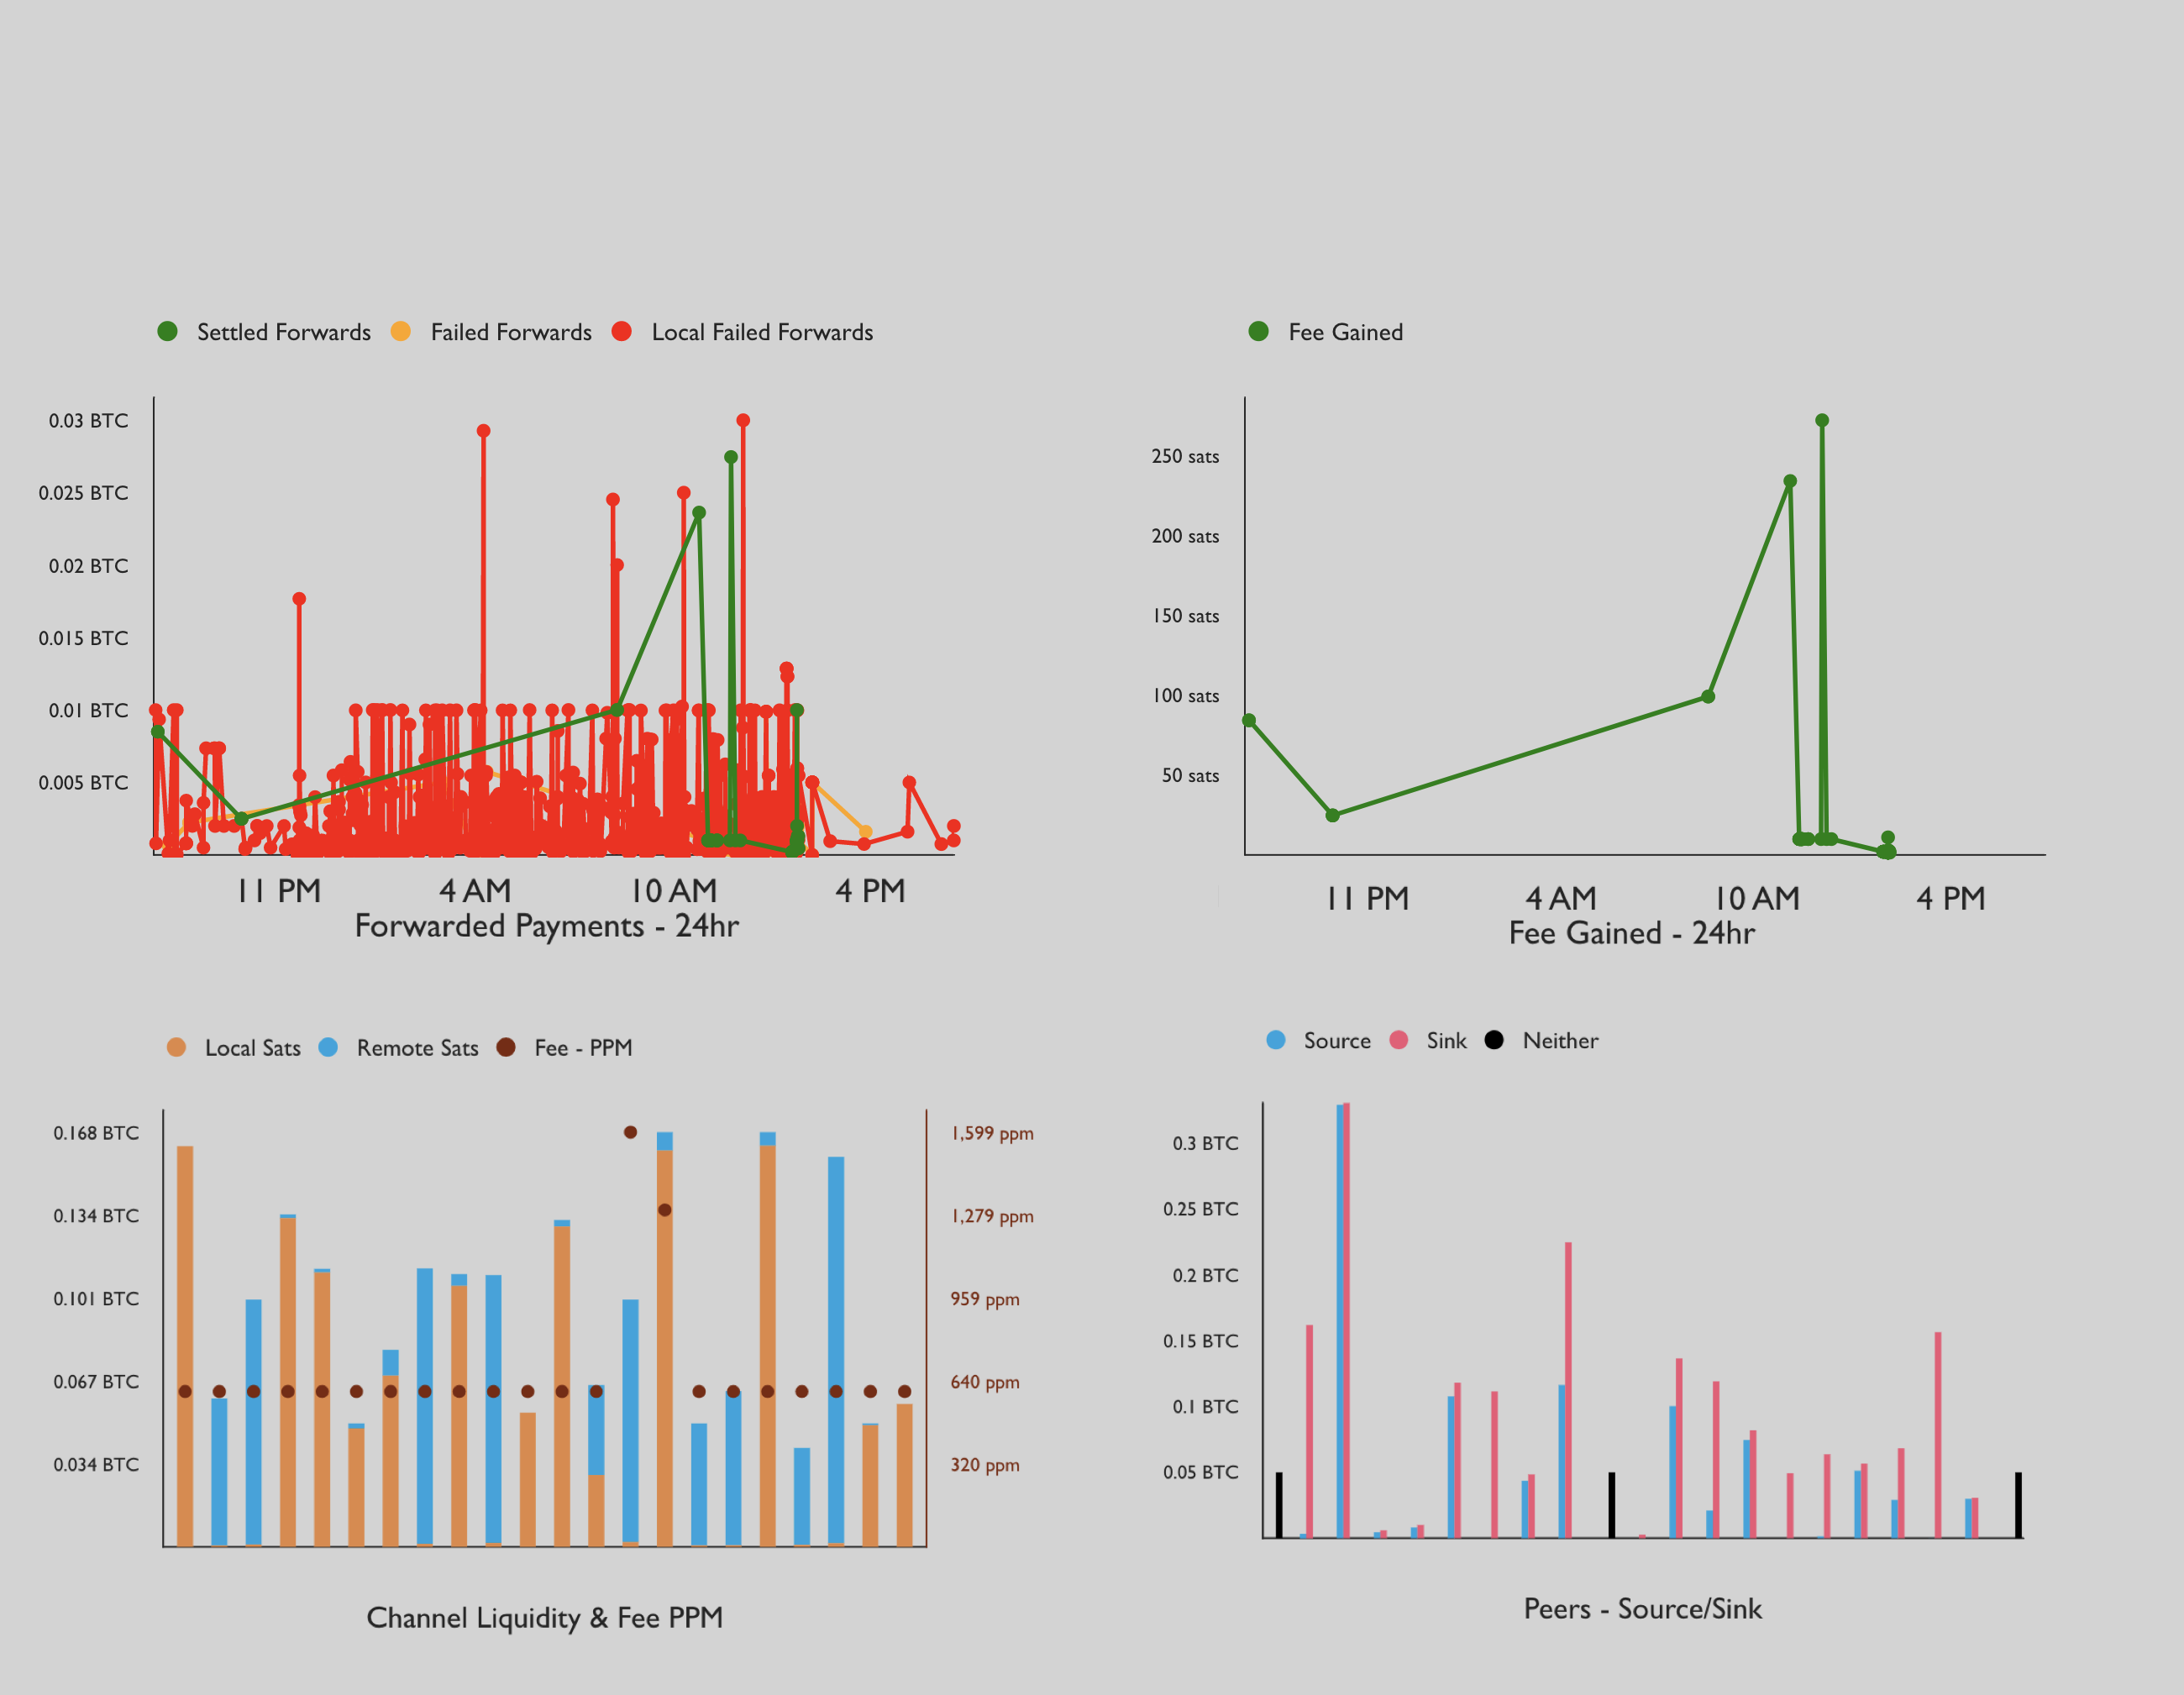 Settled Forwards Failed Forwards Local Failed Forwards
0.03 BTC
0.025 BTC
0.02 BTC
0.015 BTC
0.01 BTC
0.005 BTC
11 PM 4 AM 10 AM 4 PM
Forwarded Payments - 24hr
Fee Gained
250 sats
200 sats
150 sats
100 sats
50 sats
11 PM 4 AM 10 AM 4 PM
Fee Gained - 24hr
Local Sats Remote Sats Fee - PPM
0.168 BTC 1,599 ppm
0.134 BTC 1,279 ppm
0.101 BTC 959 ppm
0.067 BTC 640 ppm
0.034 BTC 320 ppm
Channel Liquidity & Fee PPM
Source Sink Neither
0.3 BTC
0.25 BTC
0.2 BTC
0.15 BTC
0.1 BTC
0.05 BTC
Peers - Source/Sink